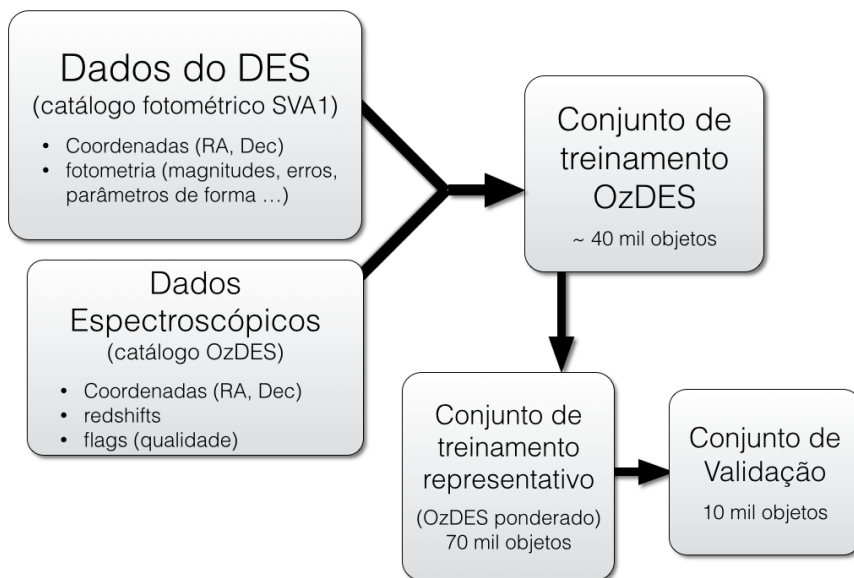 Dados do DES
(catálogo fotométrico SVA1)
• Coordenadas (RA, Dec)
• fotometria (magnitudes, erros,
parâmetros de forma …)
Dados
Espectroscópicos
(catálogo OzDES)
• Coordenadas (RA, Dec)
• redshifts
• flags (qualidade)
Conjunto de
treinamento
OzDES
~ 40 mil objetos
Conjunto de
treinamento
representativo
(OzDES ponderado)
70 mil objetos
Conjunto de
Validação
10 mil objetos